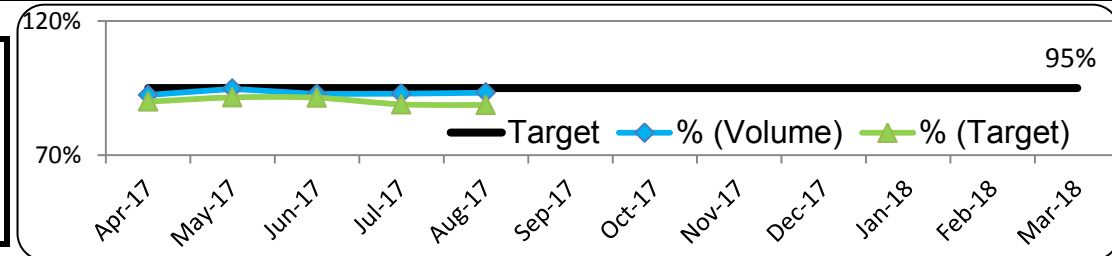 120%
95%
Target % (Volume) % (Target)
70%
Apr-17 May-17 Jun-17 Jul-17 Aug-17 Sep-17 Oct-17 Nov-17 Dec-17 Jan-18 Feb-18 Mar-18